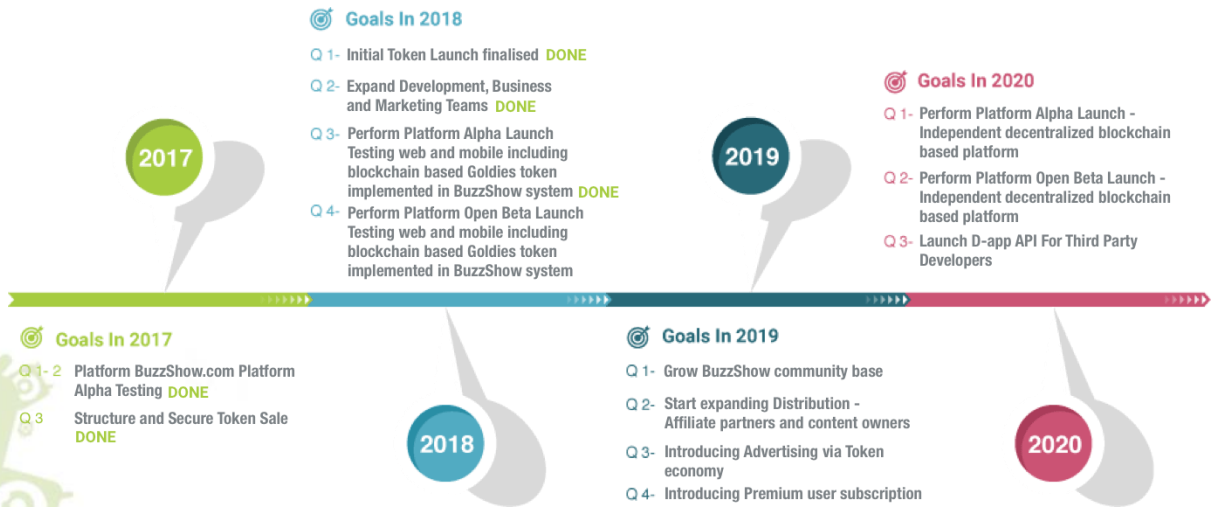 Goals In 2018
Q 1- Initial Token Launch finalised DONE
Q 2- Expand Development, Business
and Marketing Teams DONE
Q 3- Perform Platform Alpha Launch
Testing web and mobile including
blockchain based Goldies token
implemented in BuzzShow system DONE
Q 4- Perform Platform Open Beta Launch
Testing web and mobile including
blockchain based Goldies token
implemented in BuzzShow system
Goals In 2020
Q 1- Perform Platform Alpha Launch -
Independent decentralized blockchain
based platform
Q 2- Perform Platform Open Beta Launch -
Independent decentralized blockchain
based platform
Q 3- Launch D-app API For Third Party
Developers
2017
2019
Goals In 2017
Q 1- 2 Platform BuzzShow.com Platform
Alpha Testing DONE
Q 3 Structure and Secure Token Sale
DONE
2018
Goals In 2019
Q 1- Grow BuzzShow community base
Q 2- Start expanding Distribution -
Affiliate partners and content owners
Q 3- Introducing Advertising via Token
economy
Q 4- Introducing Premium user subscription
2020